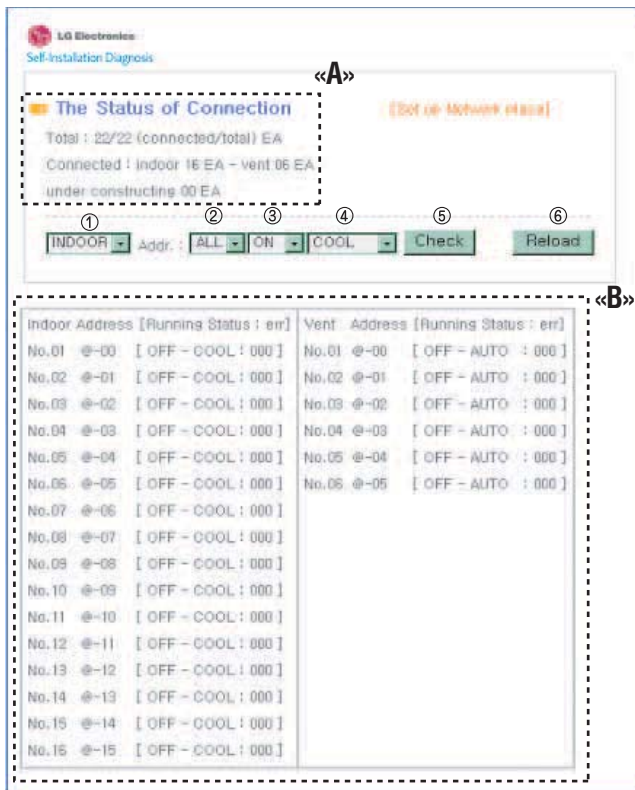 LG Electronics
Self-Installation Diagnosis
«A»
The Status of Connection [Set up Network place]
Total : 22/22 (connected/total) EA
Connected : indoor 16 EA - vent 06 EA
under constructing 00 EA
① ② ③ ④ ⑤ ⑥
INDOOR Addr. : ALL ON COOL Check Reload
«B»
Indoor Address [Running Status : err] Vent Address [Running Status : err]
No.01 @-00 [ OFF - COOL : 000 ] No.01 @-00 [ OFF - AUTO : 000 ]
No.02 @-01 [ OFF - COOL : 000 ] No.02 @-01 [ OFF - AUTO : 000 ]
No.03 @-02 [ OFF - COOL : 000 ] No.03 @-02 [ OFF - AUTO : 000 ]
No.04 @-03 [ OFF - COOL : 000 ] No.04 @-03 [ OFF - AUTO : 000 ]
No.05 @-04 [ OFF - COOL : 000 ] No.05 @-04 [ OFF - AUTO : 000 ]
No.06 @-05 [ OFF - COOL : 000 ] No.06 @-05 [ OFF - AUTO : 000 ]
No.07 @-06 [ OFF - COOL : 000 ]
No.08 @-07 [ OFF - COOL : 000 ]
No.09 @-08 [ OFF - COOL : 000 ]
No.10 @-09 [ OFF - COOL : 000 ]
No.11 @-10 [ OFF - COOL : 000 ]
No.12 @-11 [ OFF - COOL : 000 ]
No.13 @-12 [ OFF - COOL : 000 ]
No.14 @-13 [ OFF - COOL : 000 ]
No.15 @-14 [ OFF - COOL : 000 ]
No.16 @-15 [ OFF - COOL : 000 ]